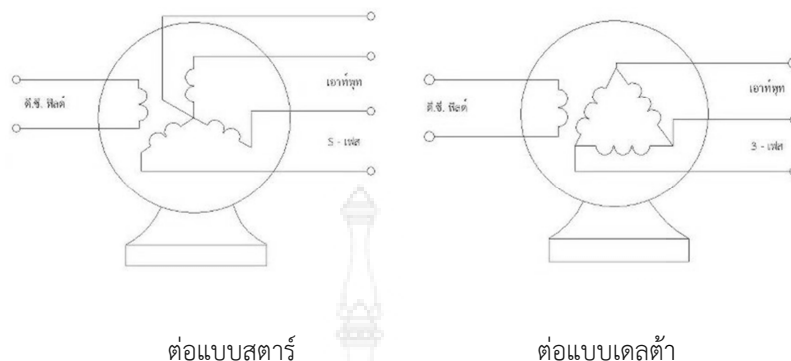 เอาท์พุท
ดี.ซี. ฟิลด์
3 - เฟส
ต่อแบบสตาร์
เอาท์พุท
ดี.ซี. ฟิลด์
3 - เฟส
ต่อแบบเดลต้า